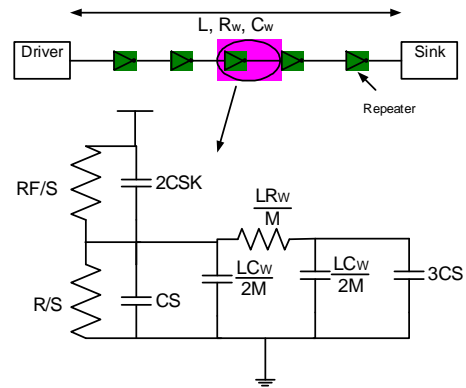 L, Rw, Cw
Driver
Sink
Repeater
RF/S
2CSK
LRW
M
R/S
CS
LCW
2M
LCW
2M
3CS